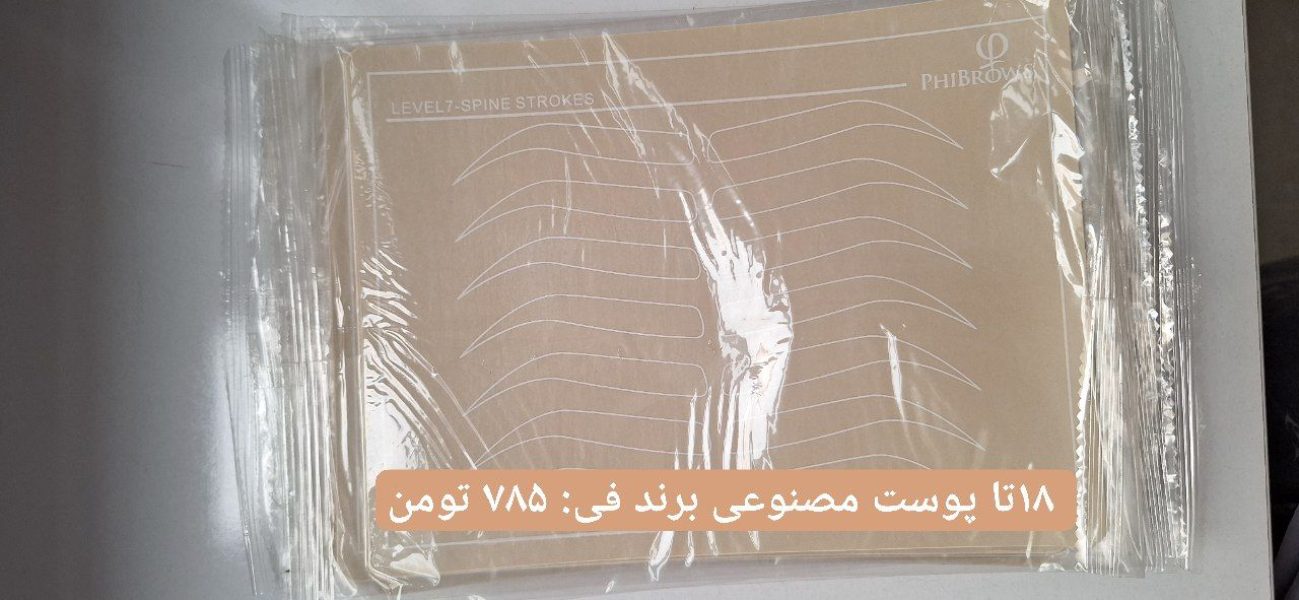 φ
PHIBROWS
LEVEL7-SPINE STROKES
۱۸تا پوست مصنوعی برند فی: ۷۸۵ تومن